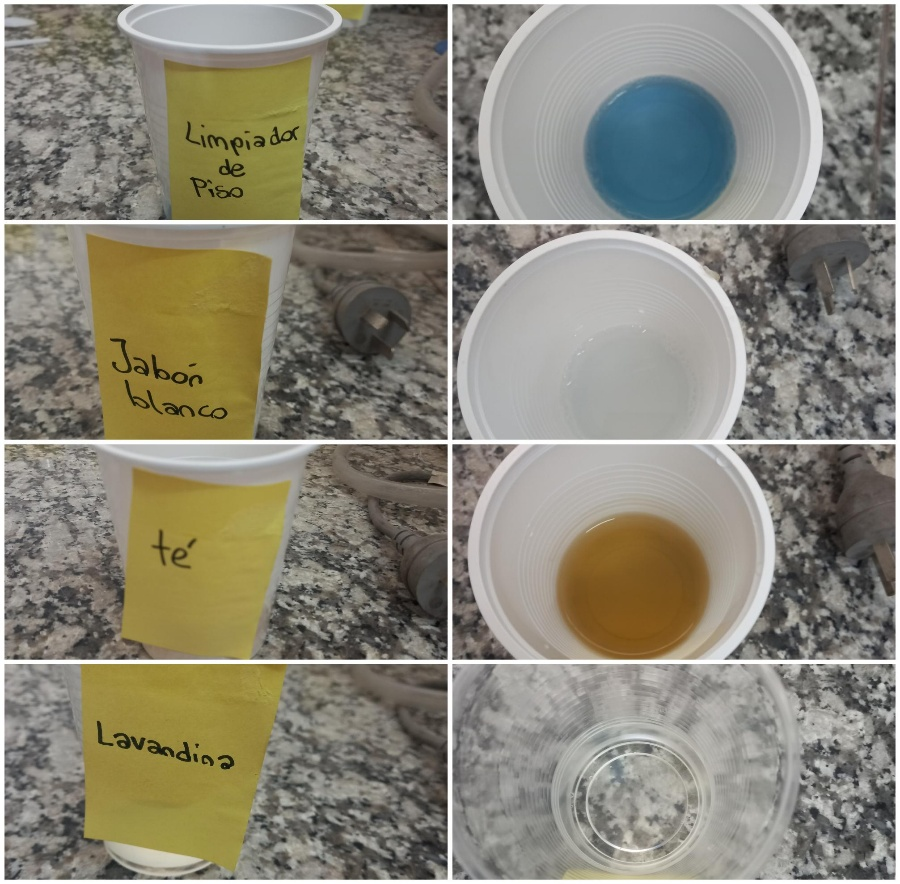 Limpiador
de
Piso
Jabón
blanco
té
Lavandina